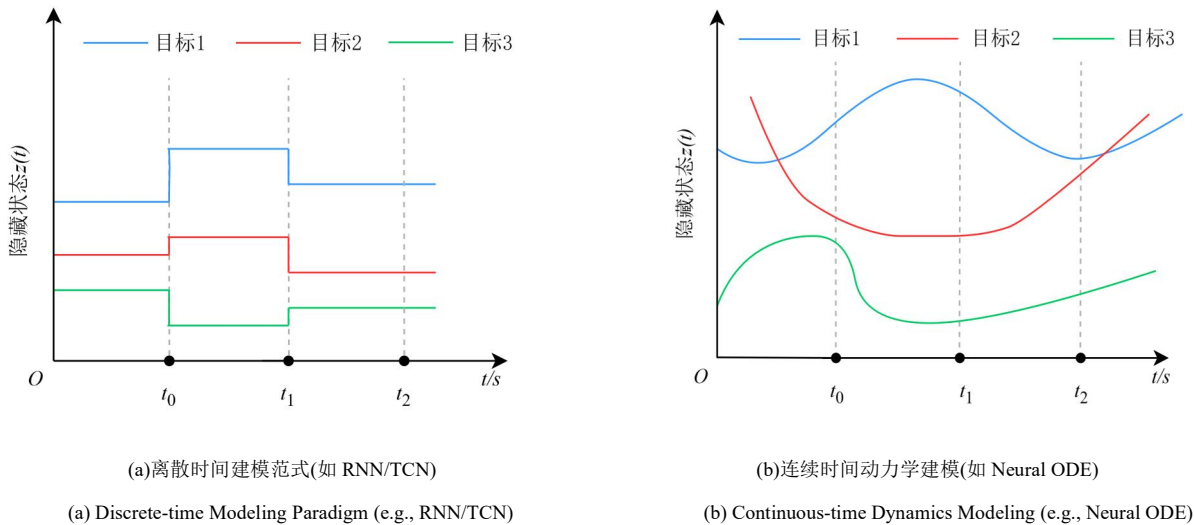 目标1 目标2 目标3
隐藏状态z(t)
O t/s
t0 t1 t2
(a)离散时间建模范式(如 RNN/TCN)
(a) Discrete-time Modeling Paradigm (e.g., RNN/TCN)
目标1 目标2 目标3
隐藏状态z(t)
O t/s
t0 t1 t2
(b)连续时间动力学建模(如 Neural ODE)
(b) Continuous-time Dynamics Modeling (e.g., Neural ODE)